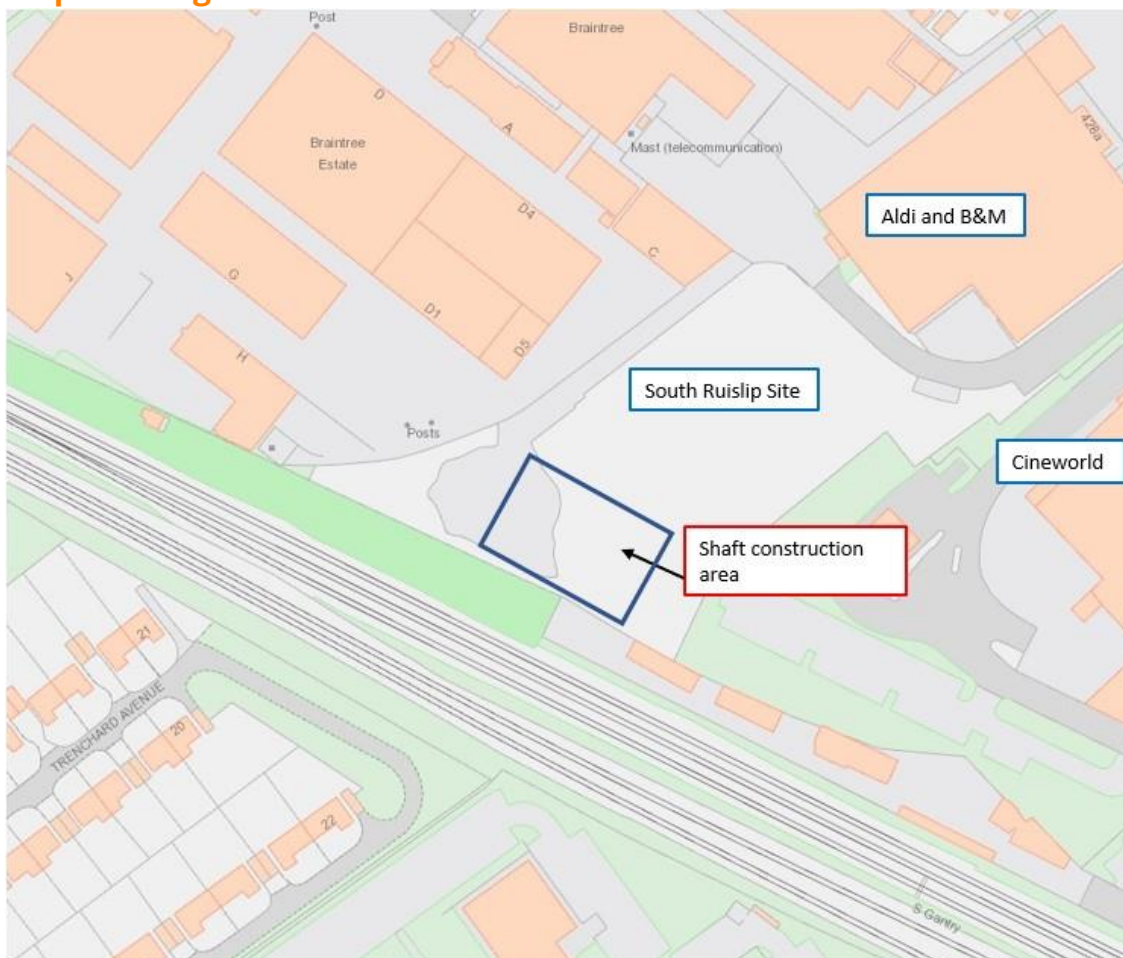 Post
Braintree
D
A
428a
Braintree
Estate
Mast (telecommunication)
Aldi and B&M
D4
C
J
G
D1
D5
H
South Ruislip Site
Posts
Cineworld
Shaft construction
area
21
TRENCHARD AVENUE
20
22
S Gantry